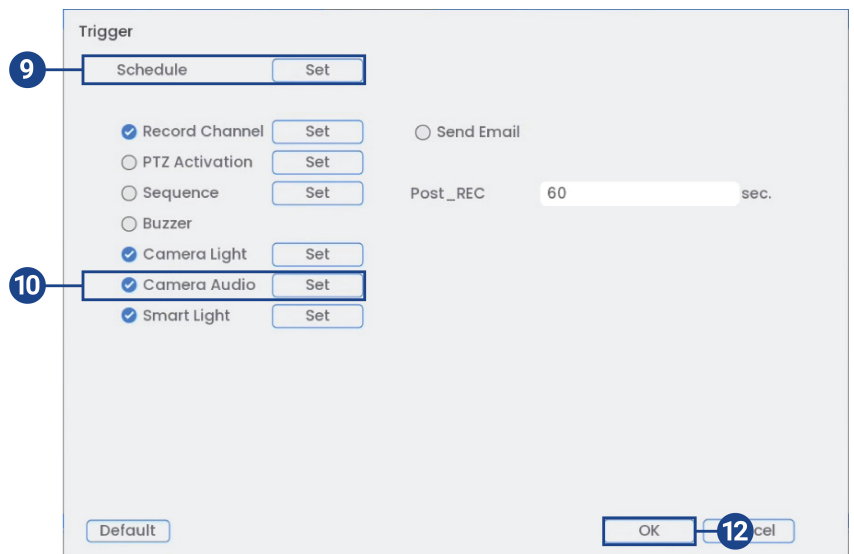 Trigger
9 Schedule Set
Record Channel Set Send Email
PTZ Activation Set
Sequence Set Post_REC 60 sec.
Buzzer
Camera Light Set
10 Camera Audio Set
Smart Light Set
Default OK 12 cel